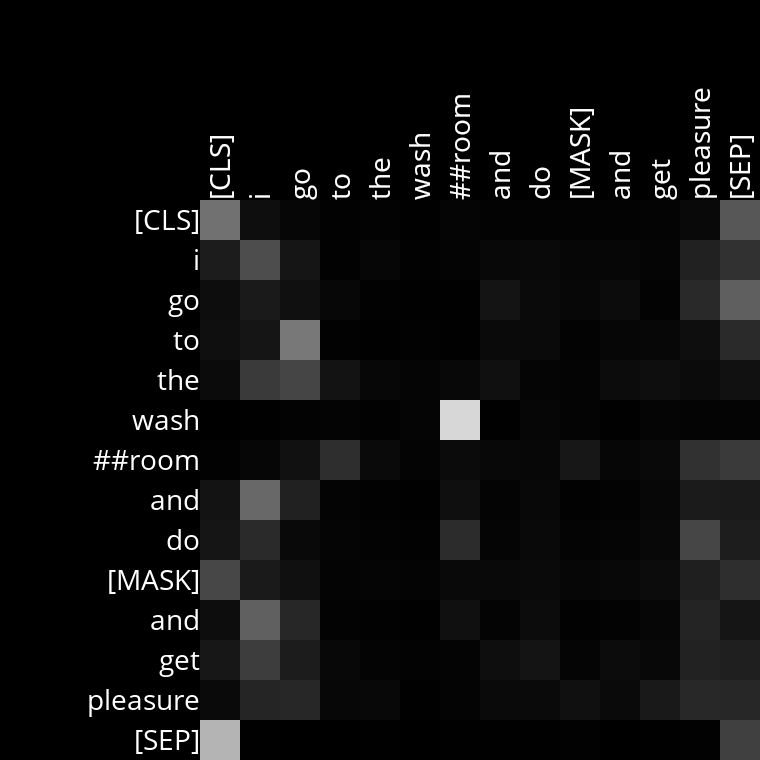 [CLS]
i
go
to
the
wash
##room
and
do
[MASK]
and
get
pleasure
[SEP]
[CLS]
i
go
to
the
wash
##room
and
do
[MASK]
and
get
pleasure
[SEP]